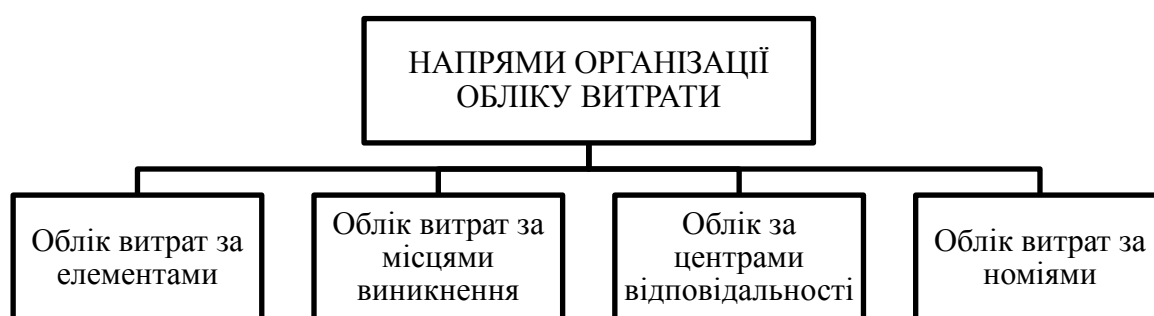 НАПРЯМИ ОРГАНІЗАЦІЇ
ОБЛІКУ ВИТРАТИ
Облік витрат за
елементами
Облік витрат за
місцями
виникнення
Облік за
центрами
відповідальності
Облік витрат за
номіями